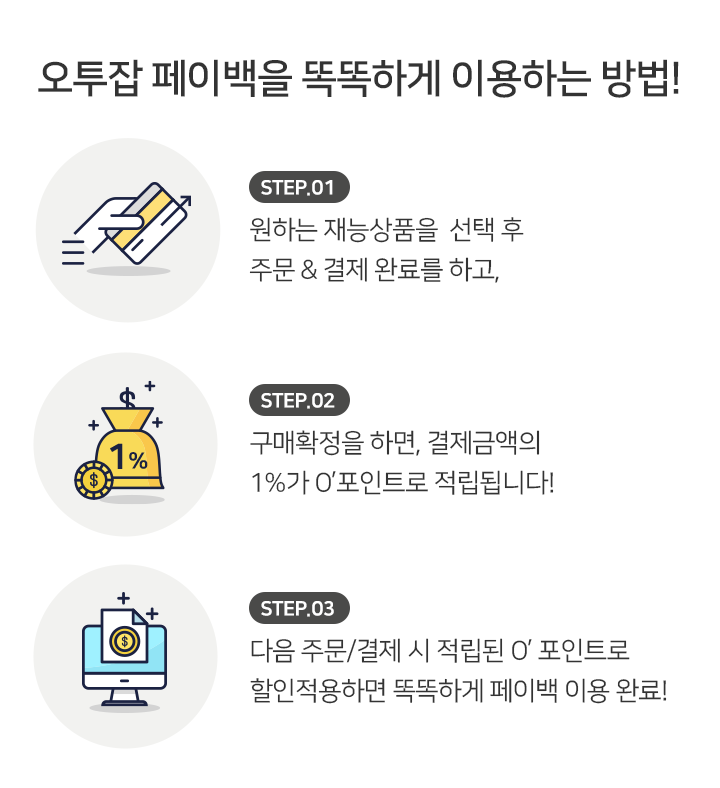 오투잡 페이백을 똑똑하게 이용하는 방법!
STEP.01
원하는 재능상품을 선택 후
주문 & 결제 완료를 하고,
$
1%
$
STEP.02
구매확정을 하면, 결제금액의
1%가 O'포인트로 적립됩니다!
$
STEP.03
다음 주문/결제 시 적립된 O' 포인트로
할인적용하면 똑똑하게 페이백 이용 완료!